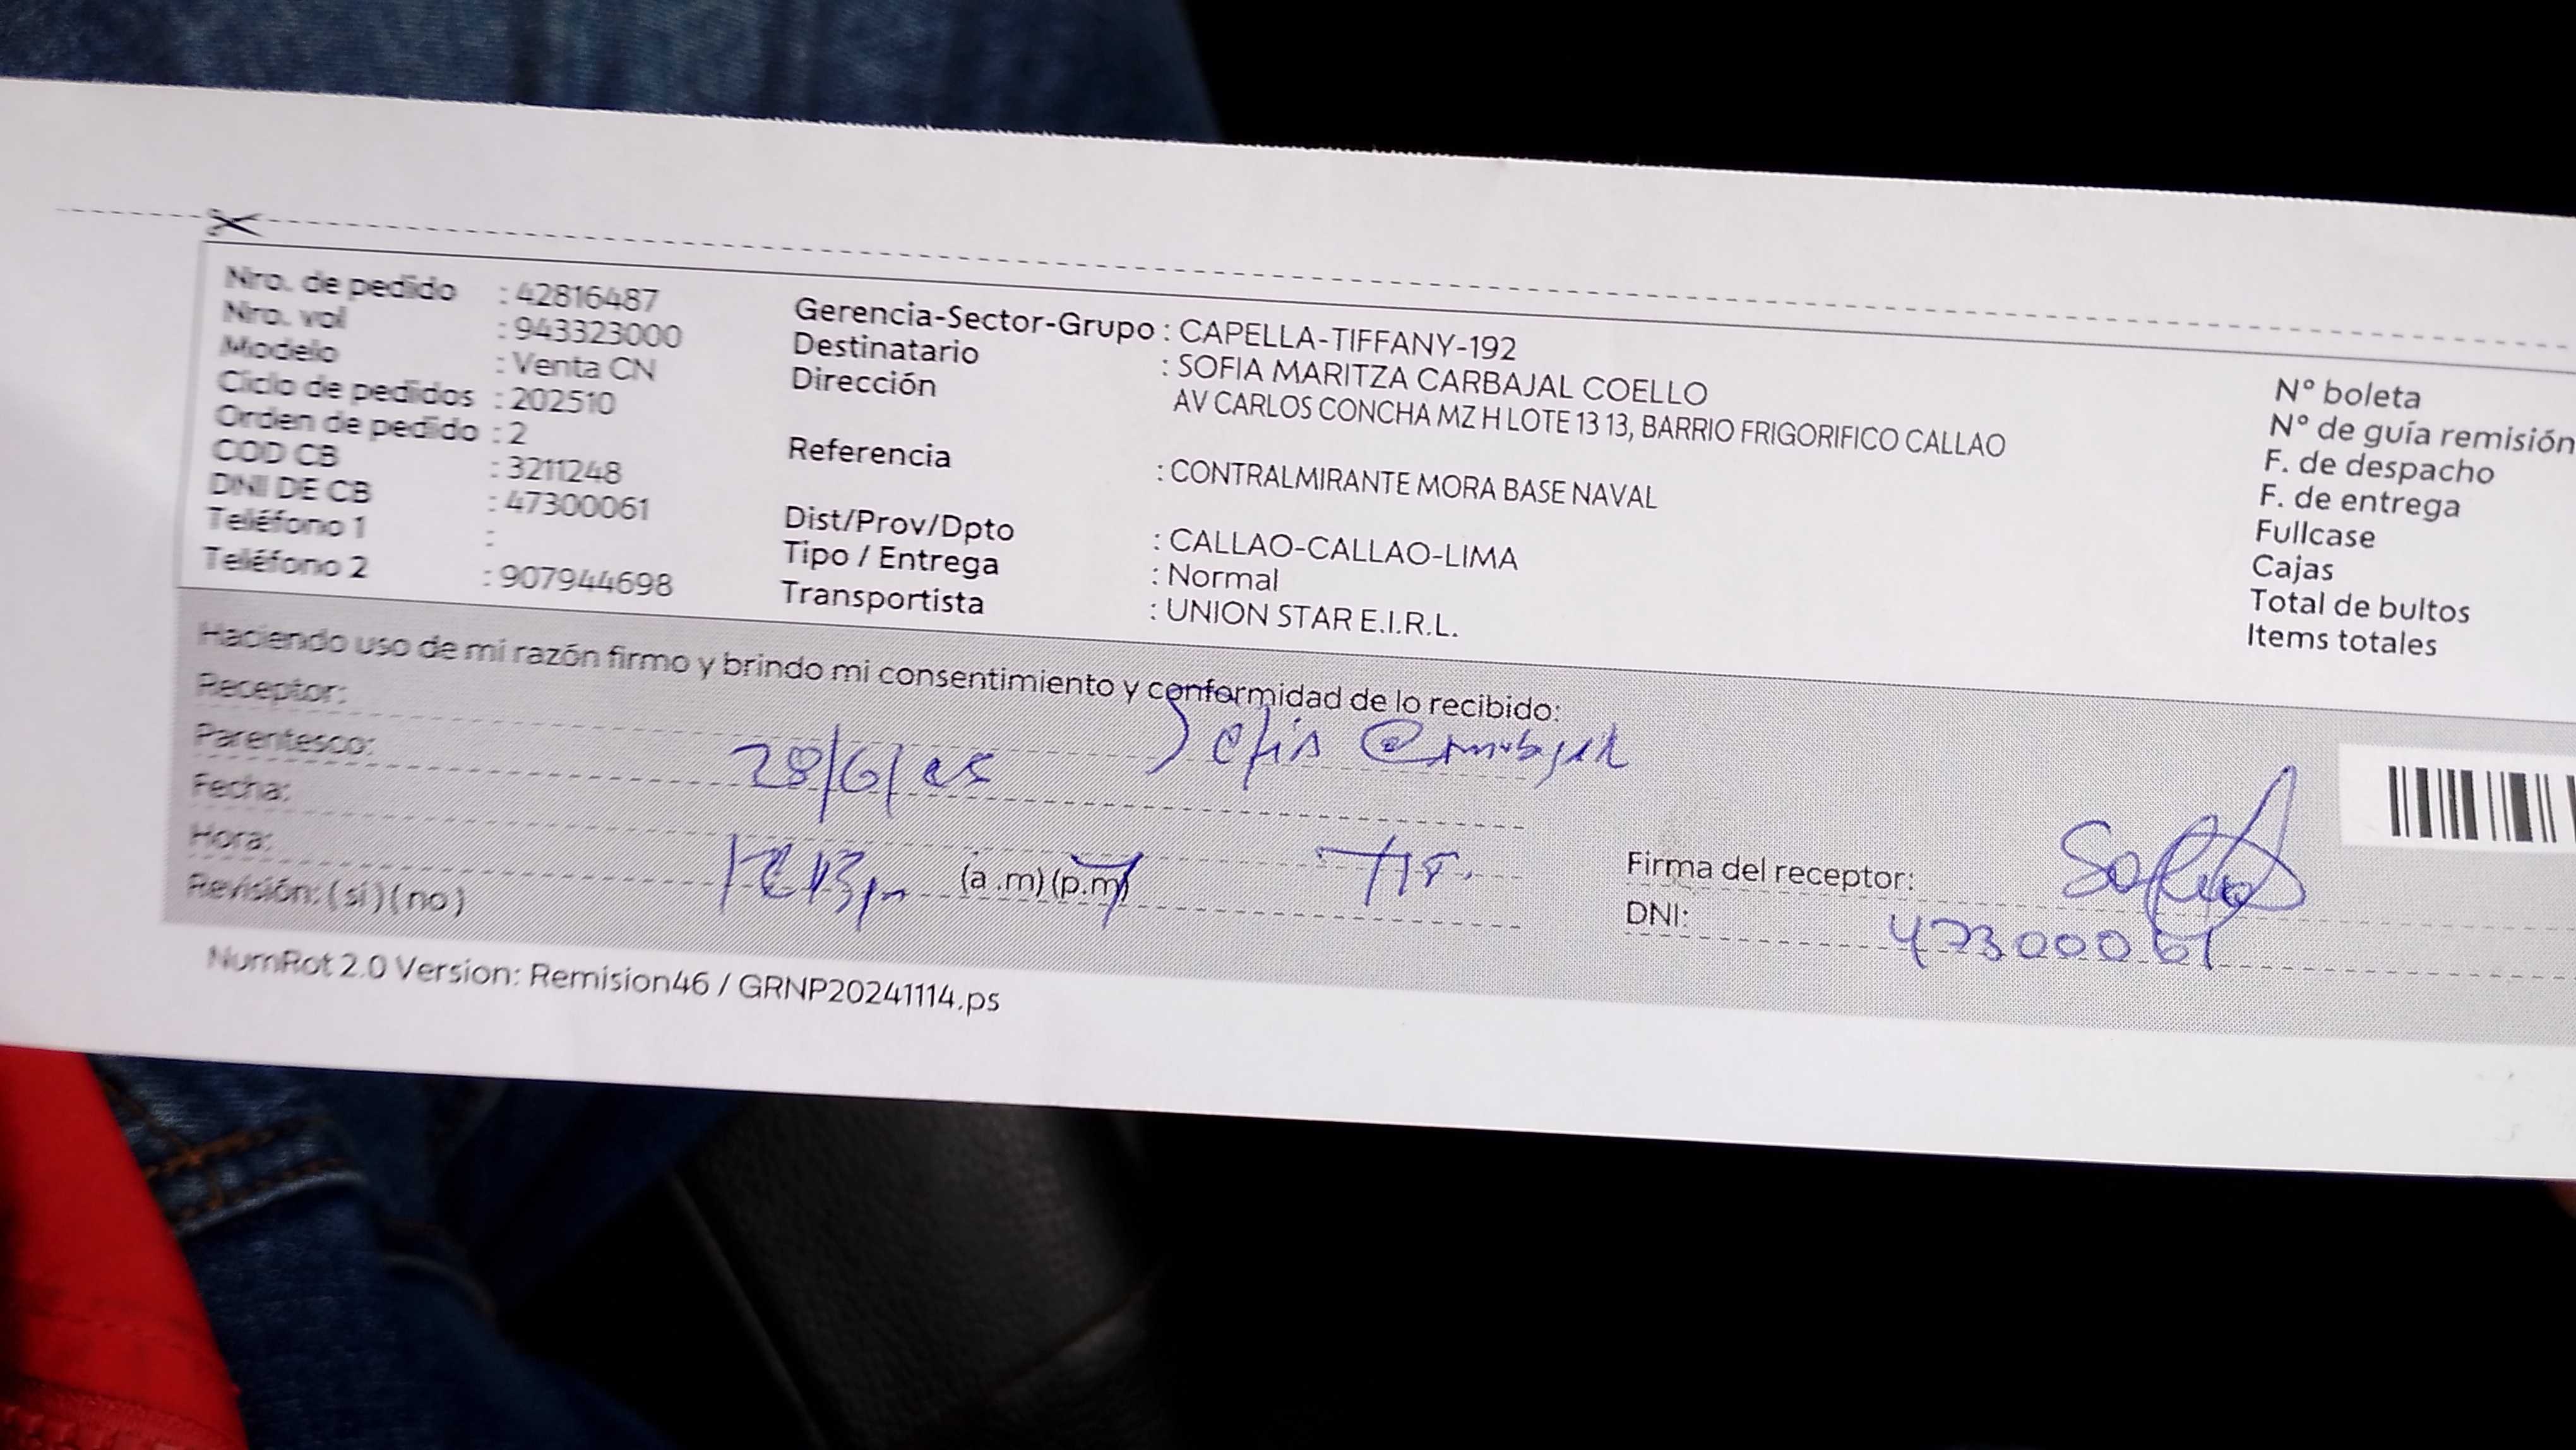 Nro. de pedido : 42816487
Nro. vol : 943323000
Modelo : Venta CN
Ciclo de pedidos : 202510
Orden de pedido : 2
COD CB : 3211248
DNI DE CB : 47300061
Teléfono 1 :
Teléfono 2 : 907944698
Gerencia-Sector-Grupo : CAPELLA-TIFFANY-192
Destinatario : SOFIA MARITZA CARBAJAL COELLO
Dirección AV CARLOS CONCHA MZ H LOTE 13 13, BARRIO FRIGORIFICO CALLAO
Referencia : CONTRALMIRANTE MORA BASE NAVAL
Dist/Prov/Dpto : CALLAO-CALLAO-LIMA
Tipo / Entrega : Normal
Transportista : UNION STAR E.I.R.L.
N° boleta
N° de guía remisión
F. de despacho
F. de entrega
Fullcase
Cajas
Total de bultos
Items totales
Haciendo uso de mi razón firmo y brindo mi consentimiento y conformidad de lo recibido:
Receptor: Sofia Carbajal
Parentesco:
Fecha: 28/6/25
Hora: (a .m) (p.m)
Revisión: ( si ) ( no )
Firma del receptor: Sofia
DNI: 47300061
NumRot 2.0 Version: Remision46 / GRNP20241114.ps